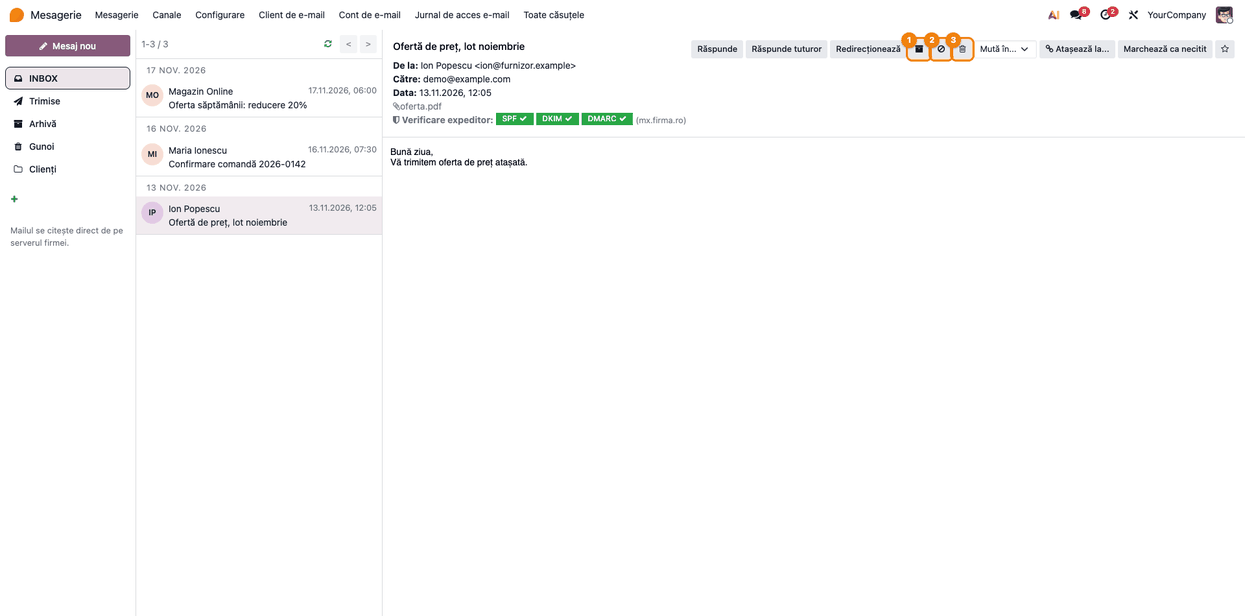 Mesagerie Mesagerie Canale Configurare Client de e-mail Cont de e-mail Jurnal de acces e-mail Toate căsuțele AI 6 2 YourCompany
Mesaj nou
INBOX
Trimise
Arhivă
Gunoi
Clienți
+
Mailul se citește direct de pe
serverul firmei.
1-3 / 3 < >
17 NOV. 2026
MO Magazin Online 17.11.2026, 06:00
Oferta săptămânii: reducere 20%
16 NOV. 2026
MI Maria Ionescu 16.11.2026, 07:30
Confirmare comandă 2026-0142
13 NOV. 2026
IP Ion Popescu 13.11.2026, 12:05
Ofertă de preț, lot noiembrie
Ofertă de preț, lot noiembrie
Răspunde Răspunde tuturor Redirecționează 1 2 3 Mută în... Atașează la... Marchează ca necitit
De la: Ion Popescu <ion@furnizor.example>
Către: demo@example.com
Data: 13.11.2026, 12:05
oferta.pdf
Verificare expeditor: SPF ✓ DKIM ✓ DMARC ✓ (mx.firma.ro)
Bună ziua,
Vă trimitem oferta de preț atașată.